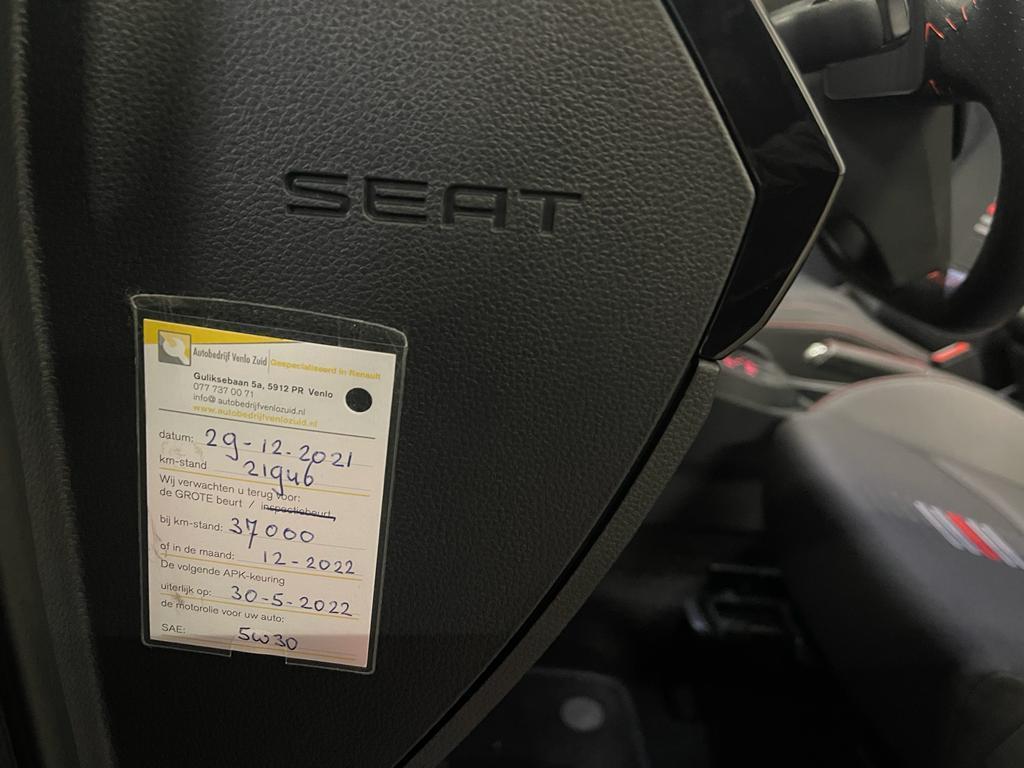 SEAT
Autobedrijf Venlo Zuid Gespecialiseerd in Renault
Guliksebaan 5a, 5912 PR Venlo
077 737 00 71
info@autobedrijfvenlozuid.nl
www.autobedrijfvenlozuid.nl
datum: 29-12-2021
km-stand 21946
Wij verwachten u terug voor:
de GROTE beurt / inspectiebeurt,
bij km-stand: 37000
of in de maand: 12-2022
De volgende APK-keuring
uiterlijk op: 30-5-2022
de motorolie voor uw auto:
SAE: 5W30